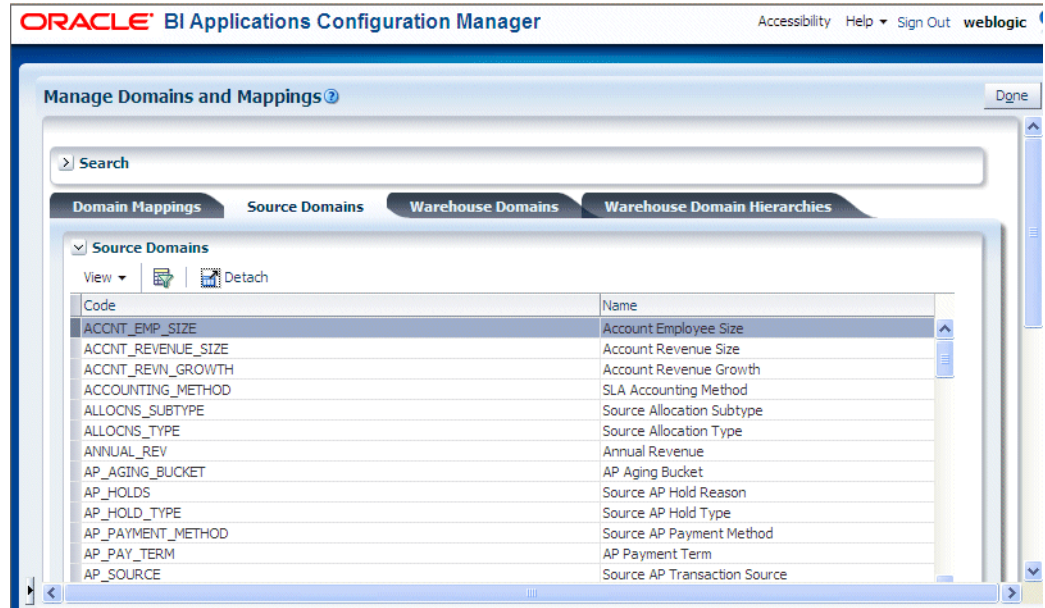 ORACLE BI Applications Configuration Manager Accessibility Help Sign Out weblogic
Manage Domains and Mappings Done
Search
Domain Mappings Source Domains Warehouse Domains Warehouse Domain Hierarchies
Source Domains
View Detach
Code Name
ACCNT_EMP_SIZE Account Employee Size
ACCNT_REVENUE_SIZE Account Revenue Size
ACCNT_REVN_GROWTH Account Revenue Growth
ACCOUNTING_METHOD SLA Accounting Method
ALLOCNS_SUBTYPE Source Allocation Subtype
ALLOCNS_TYPE Source Allocation Type
ANNUAL_REV Annual Revenue
AP_AGING_BUCKET AP Aging Bucket
AP_HOLDS Source AP Hold Reason
AP_HOLD_TYPE Source AP Hold Type
AP_PAYMENT_METHOD Source AP Payment Method
AP_PAY_TERM AP Payment Term
AP_SOURCE Source AP Transaction Source